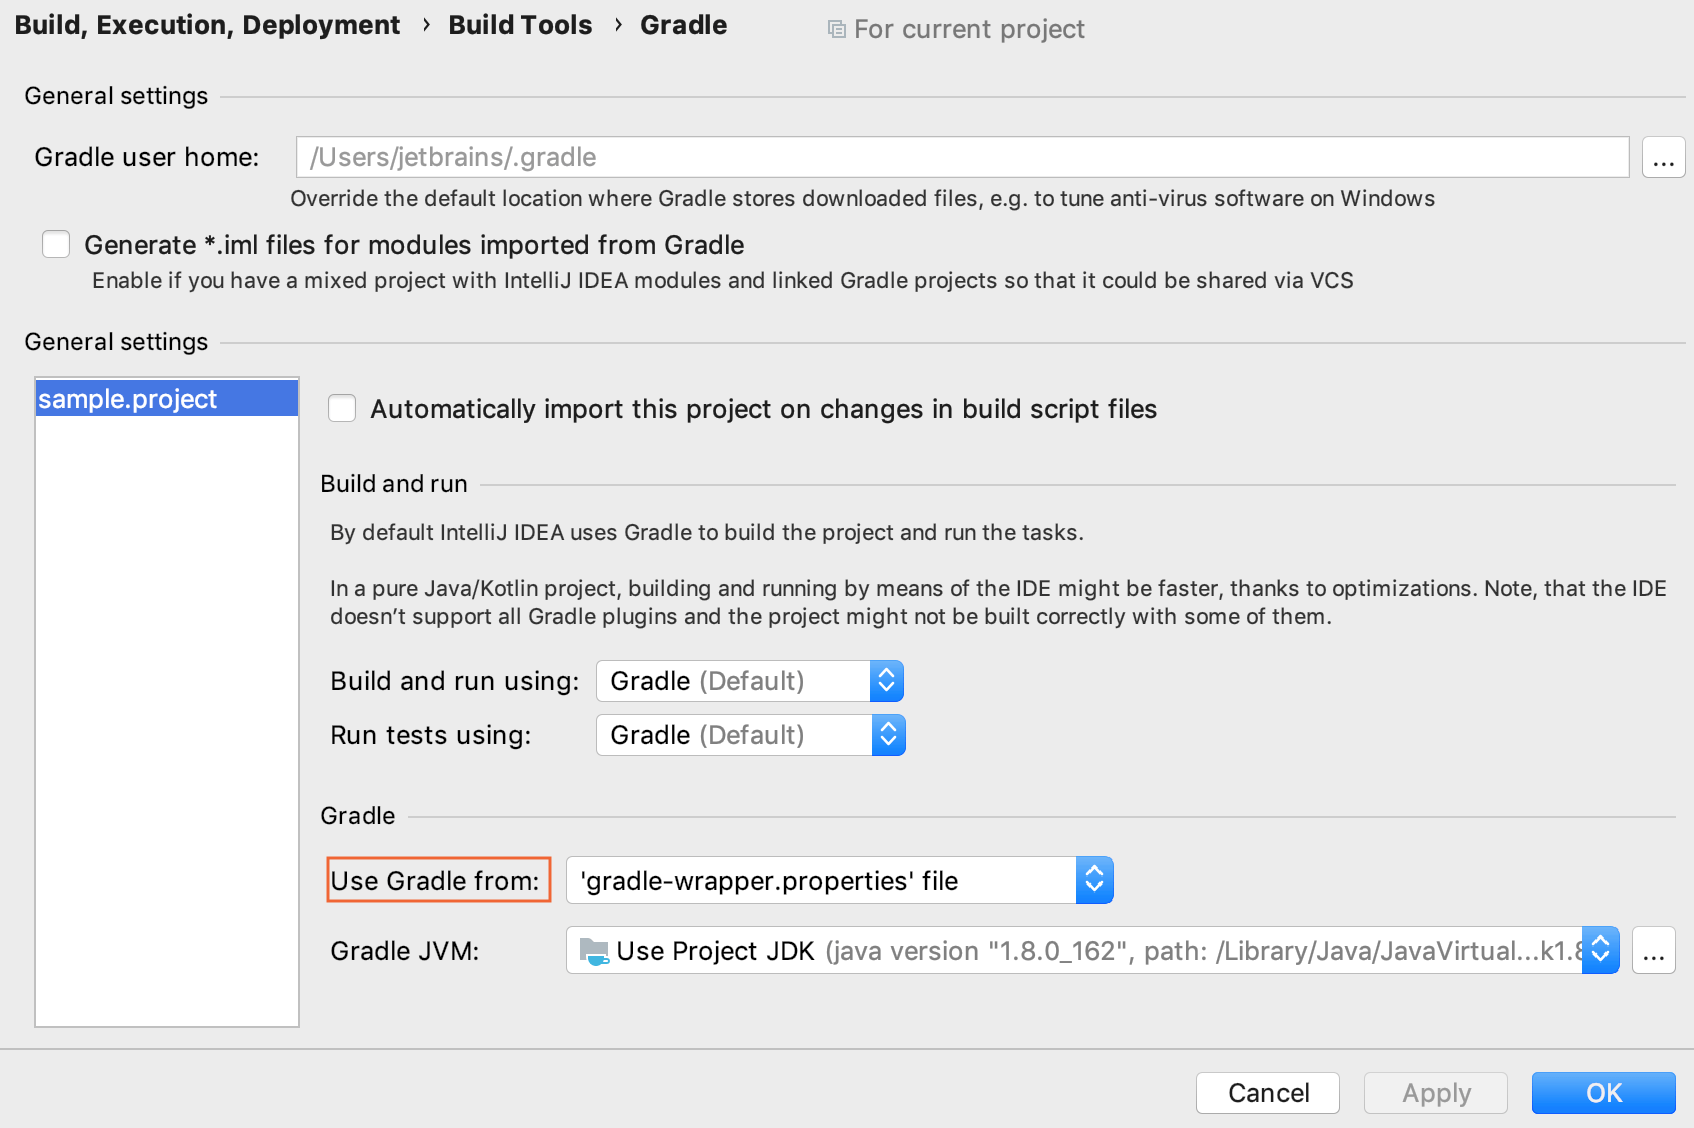 Build, Execution, Deployment › Build Tools › Gradle For current project
General settings
Gradle user home: /Users/jetbrains/.gradle ...
Override the default location where Gradle stores downloaded files, e.g. to tune anti-virus software on Windows
Generate *.iml files for modules imported from Gradle
Enable if you have a mixed project with IntelliJ IDEA modules and linked Gradle projects so that it could be shared via VCS
General settings
sample.project
Automatically import this project on changes in build script files
Build and run
By default IntelliJ IDEA uses Gradle to build the project and run the tasks.
In a pure Java/Kotlin project, building and running by means of the IDE might be faster, thanks to optimizations. Note, that the IDE
doesn’t support all Gradle plugins and the project might not be built correctly with some of them.
Build and run using: Gradle (Default)
Run tests using: Gradle (Default)
Gradle
Use Gradle from: 'gradle-wrapper.properties' file
Gradle JVM: Use Project JDK (java version "1.8.0_162", path: /Library/Java/JavaVirtual...k1.8 ...
Cancel Apply OK